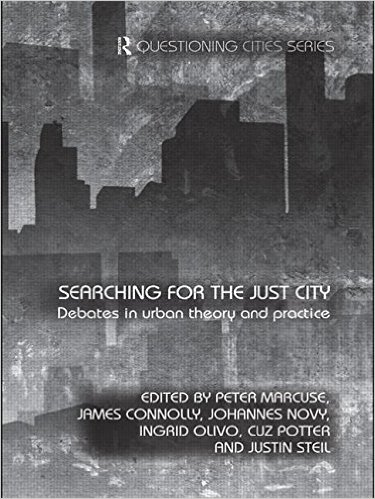 R QUESTIONING CITIES SERIES
SEARCHING FOR THE JUST CITY
Debates in urban theory and practice
EDITED BY PETER MARCUSE,
JAMES CONNOLLY, JOHANNES NOVY,
INGRID OLIVO, CUZ POTTER
AND JUSTIN STEIL